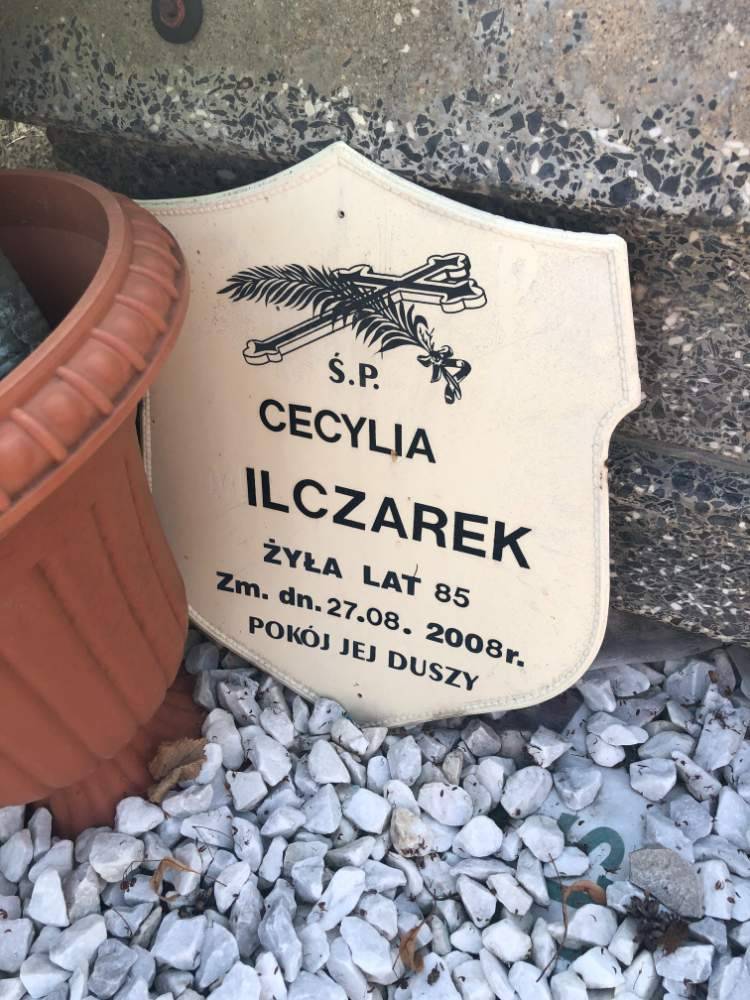 Ś.P.
CECYLIA
ILCZAREK
ŻYŁA LAT 85
Zm. dn. 27.08. 2008r.
POKÓJ JEJ DUSZY